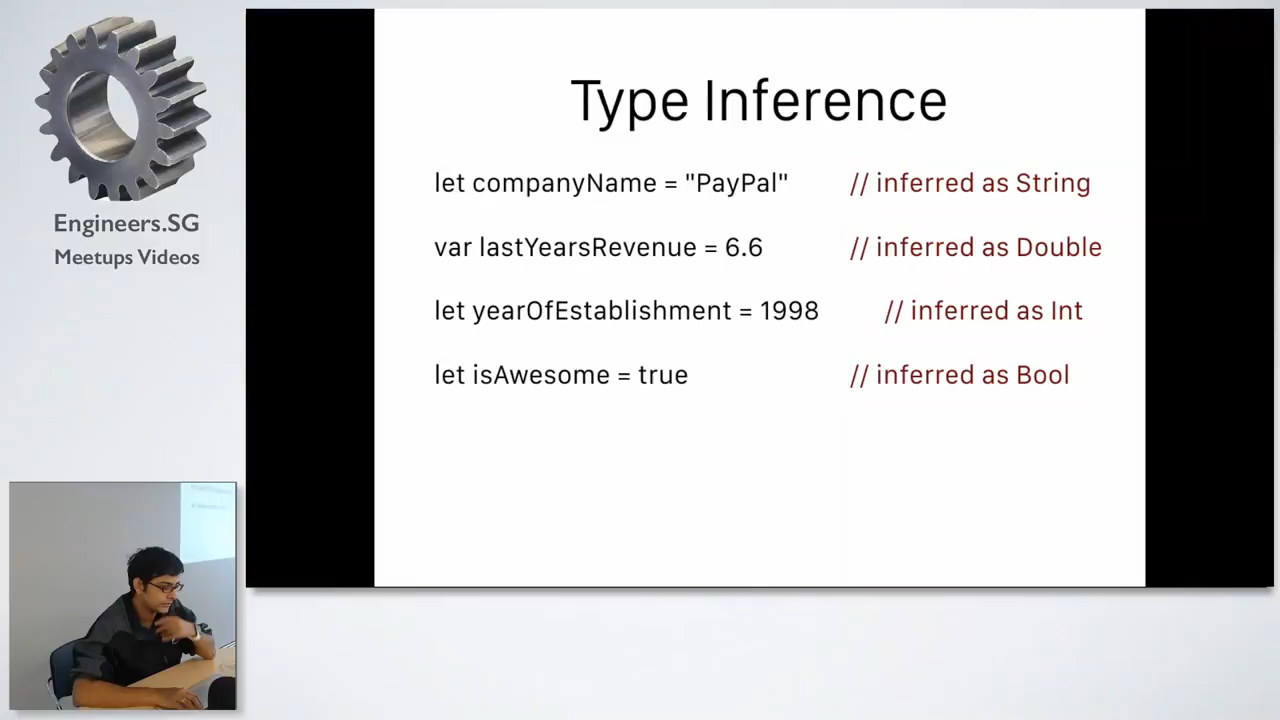 Engineers.SG
Meetups Videos
Type Inference
let companyName = "PayPal" // inferred as String
var lastYearsRevenue = 6.6 // inferred as Double
let yearOfEstablishment = 1998 // inferred as Int
let isAwesome = true // inferred as Bool